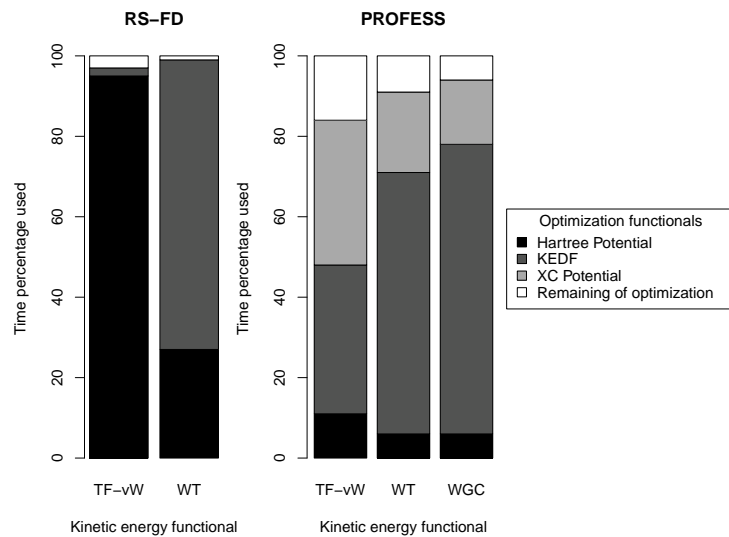 RS−FD
PROFESS
Time percentage used
0
20
40
60
80
100
TF−vW
WT
Kinetic energy functional
Time percentage used
0
20
40
60
80
100
TF−vW
WT
WGC
Kinetic energy functional
Optimization functionals
Hartree Potential
KEDF
XC Potential
Remaining of optimization